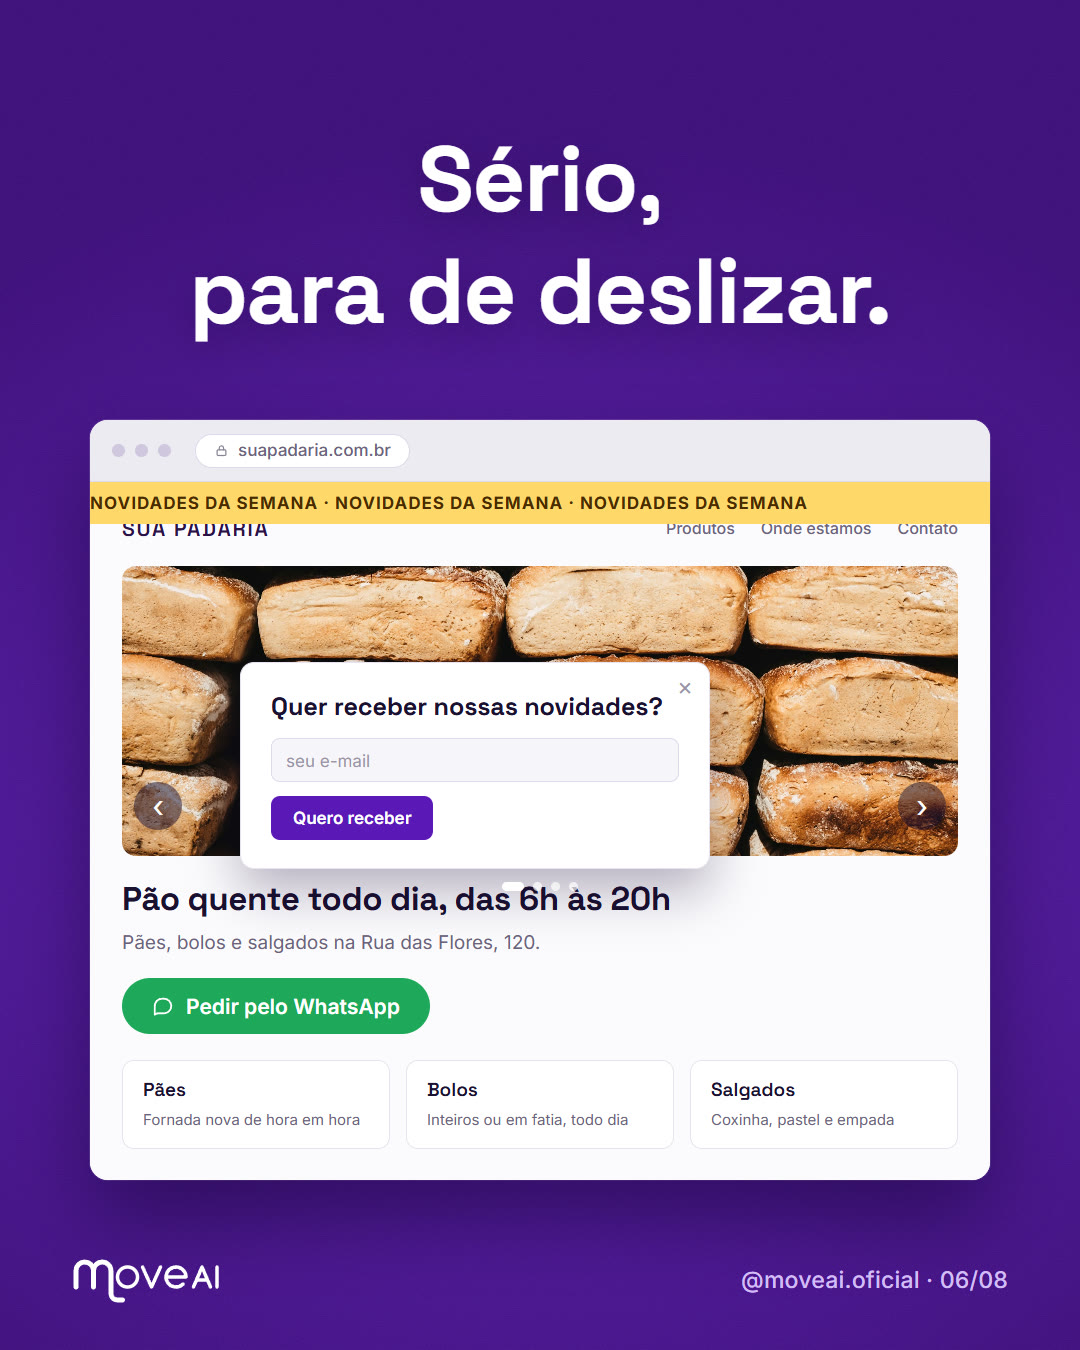 Sério,
para de deslizar.
suapadaria.com.br
NOVIDADES DA SEMANA · NOVIDADES DA SEMANA · NOVIDADES DA SEMANA
SUA PADARIA
Produtos Onde estamos Contato
Quer receber nossas novidades?
seu e-mail
Quero receber
Pão quente todo dia, das 6h às 20h
Pães, bolos e salgados na Rua das Flores, 120.
Pedir pelo WhatsApp
Pães Bolos Salgados
Fornada nova de hora em hora Inteiros ou em fatia, todo dia Coxinha, pastel e empada
move AI
@moveai.oficial · 06/08